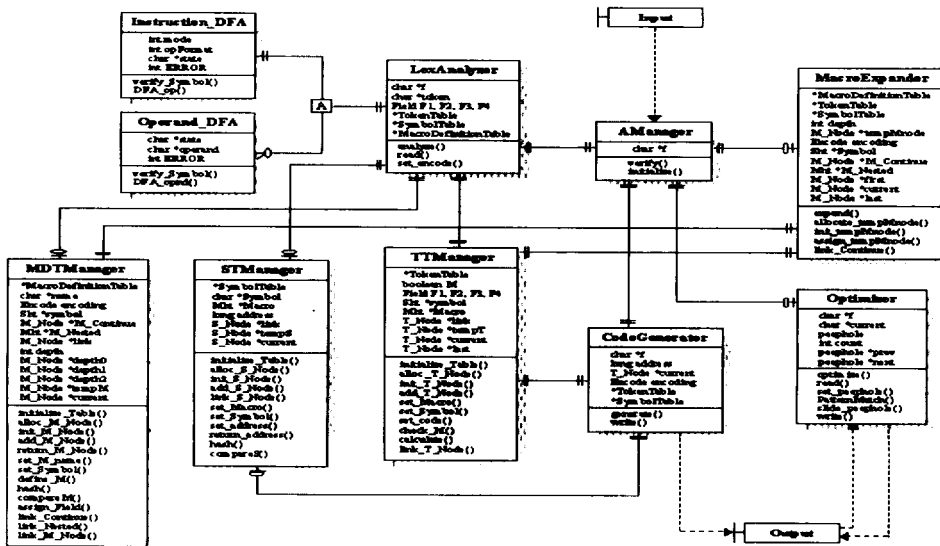 Instruction_DFA
int mode
int opFormat
char *state
int ERROR
verify_Symbol()
DFA_op()
Operand_DFA
char *state
char *operand
int ERROR
verify_Symbol()
DFA_opnd()
A
LexAnalyzer
char *f
char *token
Field F1, F2, F3, F4
*TokenTable
*SymbolTable
*MacroDefinitionTable
analyze()
read()
set_encode()
Input
AManager
char *f
verify()
initialize()
MacroExpander
*MacroDefinitionTable
*TokenTable
*SymbolTable
int depth
M_Node *tempMnode
Encode encoding
Sht *Symbol
M_Node *M_Continue
Mht *M_Nested
M_Node *first
M_Node *current
M_Node *last
expand()
allocate_tempMnode()
init_tempMnode()
assign_tempMnode()
link_Continue()
MDTManager
*MacroDefinitionTable
char *name
Encode encoding
Sht *symbol
M_Node *M_Continue
Mht *M_Nested
M_Node *link
int depth
M_Node *depth0
M_Node *depth1
M_Node *depth2
M_Node *tempM
M_Node *current
initialize_Table()
alloc_M_Node()
init_M_Node()
add_M_Node()
return_M_Node()
set_M_name()
set_Symbol()
define_M()
hash()
compareM()
assign_Field()
link_Continue()
link_Nested()
link_M_Node()
STManager
*SymbolTable
char *Symbol
Mht *Macro
long address
S_Node *link
S_Node *tempS
S_Node *current
initialize_Table()
alloc_S_Node()
init_S_Node()
add_S_Node()
link_S_Node()
set_Macro()
set_Symbol()
set_address()
return_address()
hash()
compareS()
TTManager
*TokenTable
boolean M
Field F1, F2, F3, F4
Sht *symbol
Mht *Macro
T_Node *link
T_Node *tempT
T_Node *current
T_Node *last
initialize_Table()
alloc_T_Node()
init_T_Node()
add_T_Node()
set_Macro()
set_Symbol()
set_code()
check_M()
calculate()
link_T_Node()
CodeGenerator
char *f
long address
T_Node *current
Encode encoding
*TokenTable
*SymbolTable
generate()
write()
Optimizer
char *f
char *current
peephole
int count
peephole *prev
peephole *next
optimize()
read()
set_peephole()
PatternMatch()
slide_peephole()
write()
Output